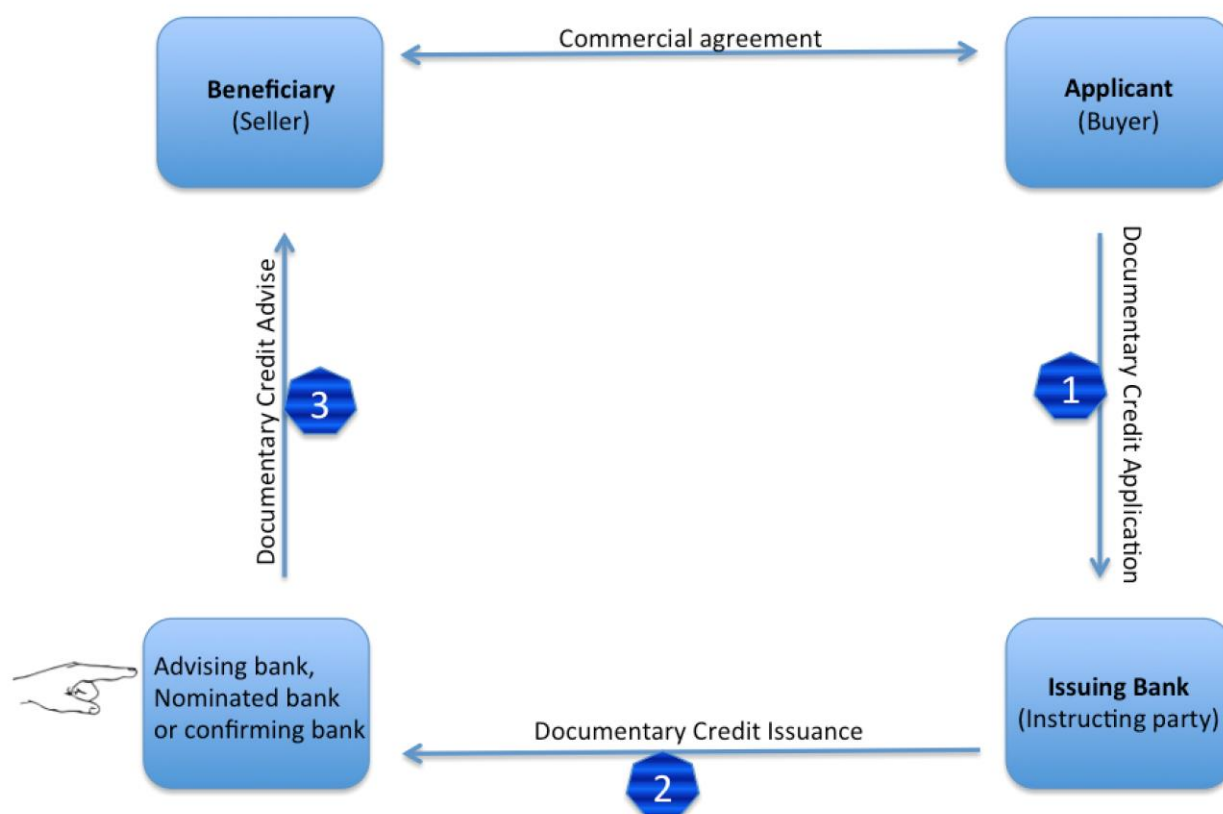 Commercial agreement
Beneficiary
(Seller)
Applicant
(Buyer)
Documentary Credit Advise
3
1
Documentary Credit Application
Advising bank,
Nominated bank
or confirming bank
Documentary Credit Issuance
2
Issuing Bank
(Instructing party)